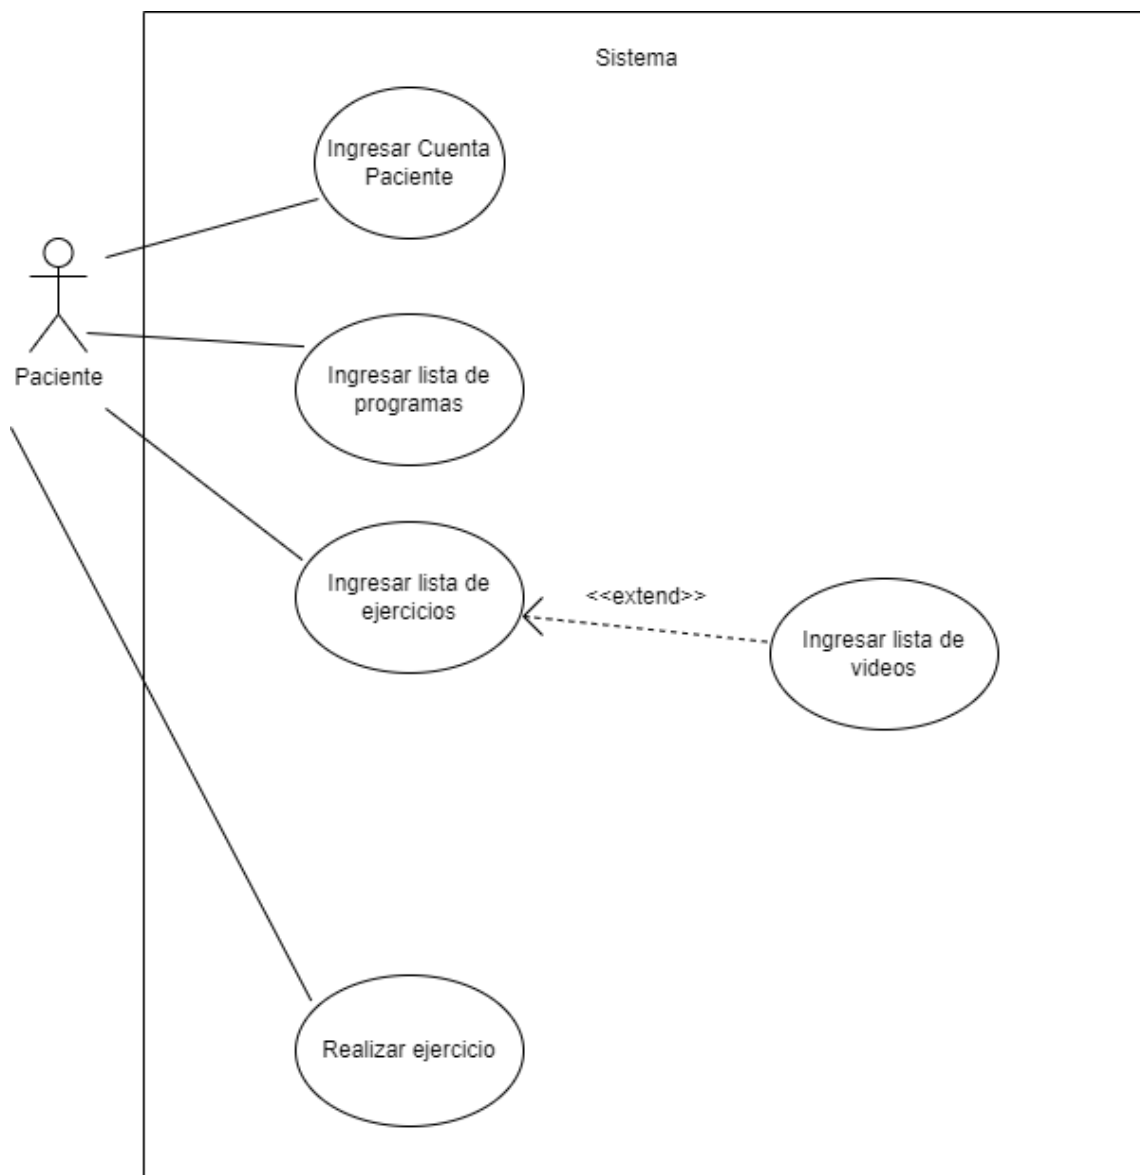 Sistema
Ingresar Cuenta
Paciente
Paciente
Ingresar lista de
programas
Ingresar lista de
ejercicios
<<extend>>
Ingresar lista de
videos
Realizar ejercicio